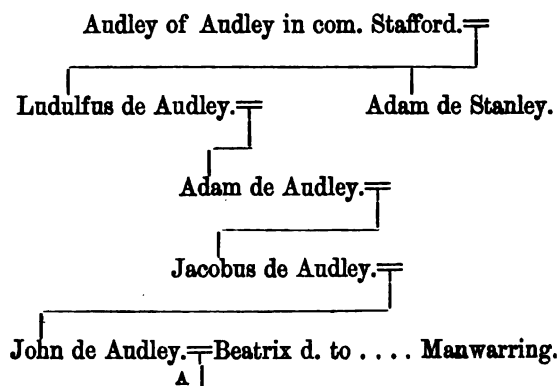 Audley of Audley in com. Stafford.
Ludulfus de Audley. Adam de Stanley.
Adam de Audley.
Jacobus de Audley.
John de Audley. Beatrix d. to .... Manwarring.
A